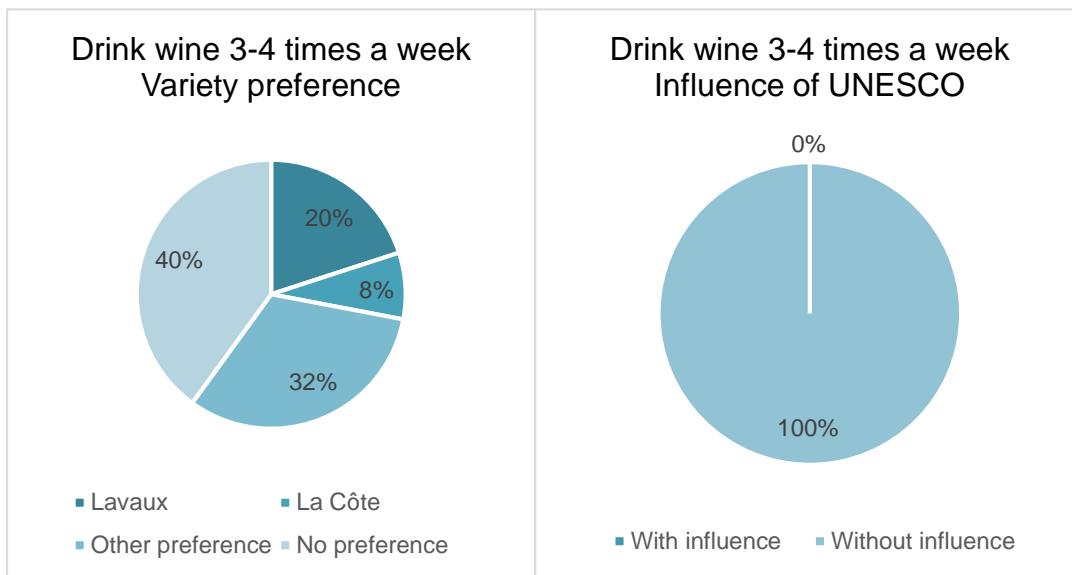 Drink wine 3-4 times a week
Variety preference
20%
8%
32%
40%
Lavaux
La Côte
Other preference
No preference
Drink wine 3-4 times a week
Influence of UNESCO
0%
100%
With influence
Without influence